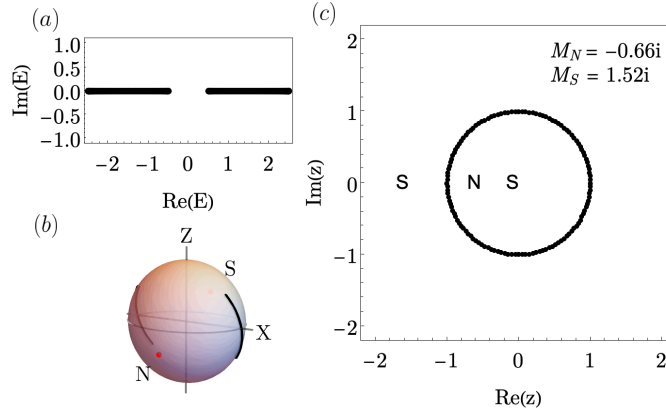 (a)
1.0
0.5
0.0
−0.5
−1.0
Im(E)
−2 −1 0 1 2
Re(E)
(b)
Z
S
X
N
(c)
2
1
0
−1
−2
Im(z)
M_N = −0.66i
M_S = 1.52i
S N S
−2 −1 0 1 2
Re(z)